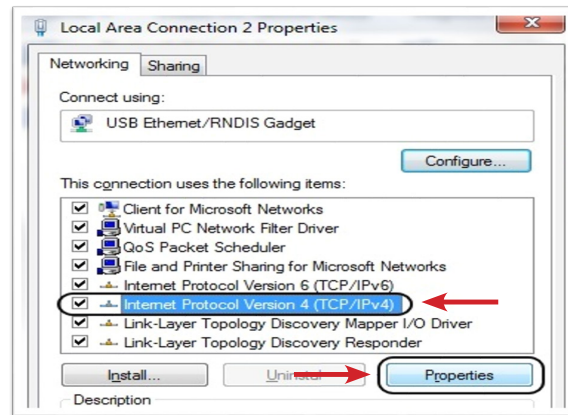 Local Area Connection 2 Properties
Networking Sharing
Connect using:
USB Ethernet/RNDIS Gadget
Configure...
This connection uses the following items:
Client for Microsoft Networks
Virtual PC Network Filter Driver
QoS Packet Scheduler
File and Printer Sharing for Microsoft Networks
Internet Protocol Version 6 (TCP/IPv6)
Internet Protocol Version 4 (TCP/IPv4)
Link-Layer Topology Discovery Mapper I/O Driver
Link-Layer Topology Discovery Responder
Install... Uninstall Properties
Description